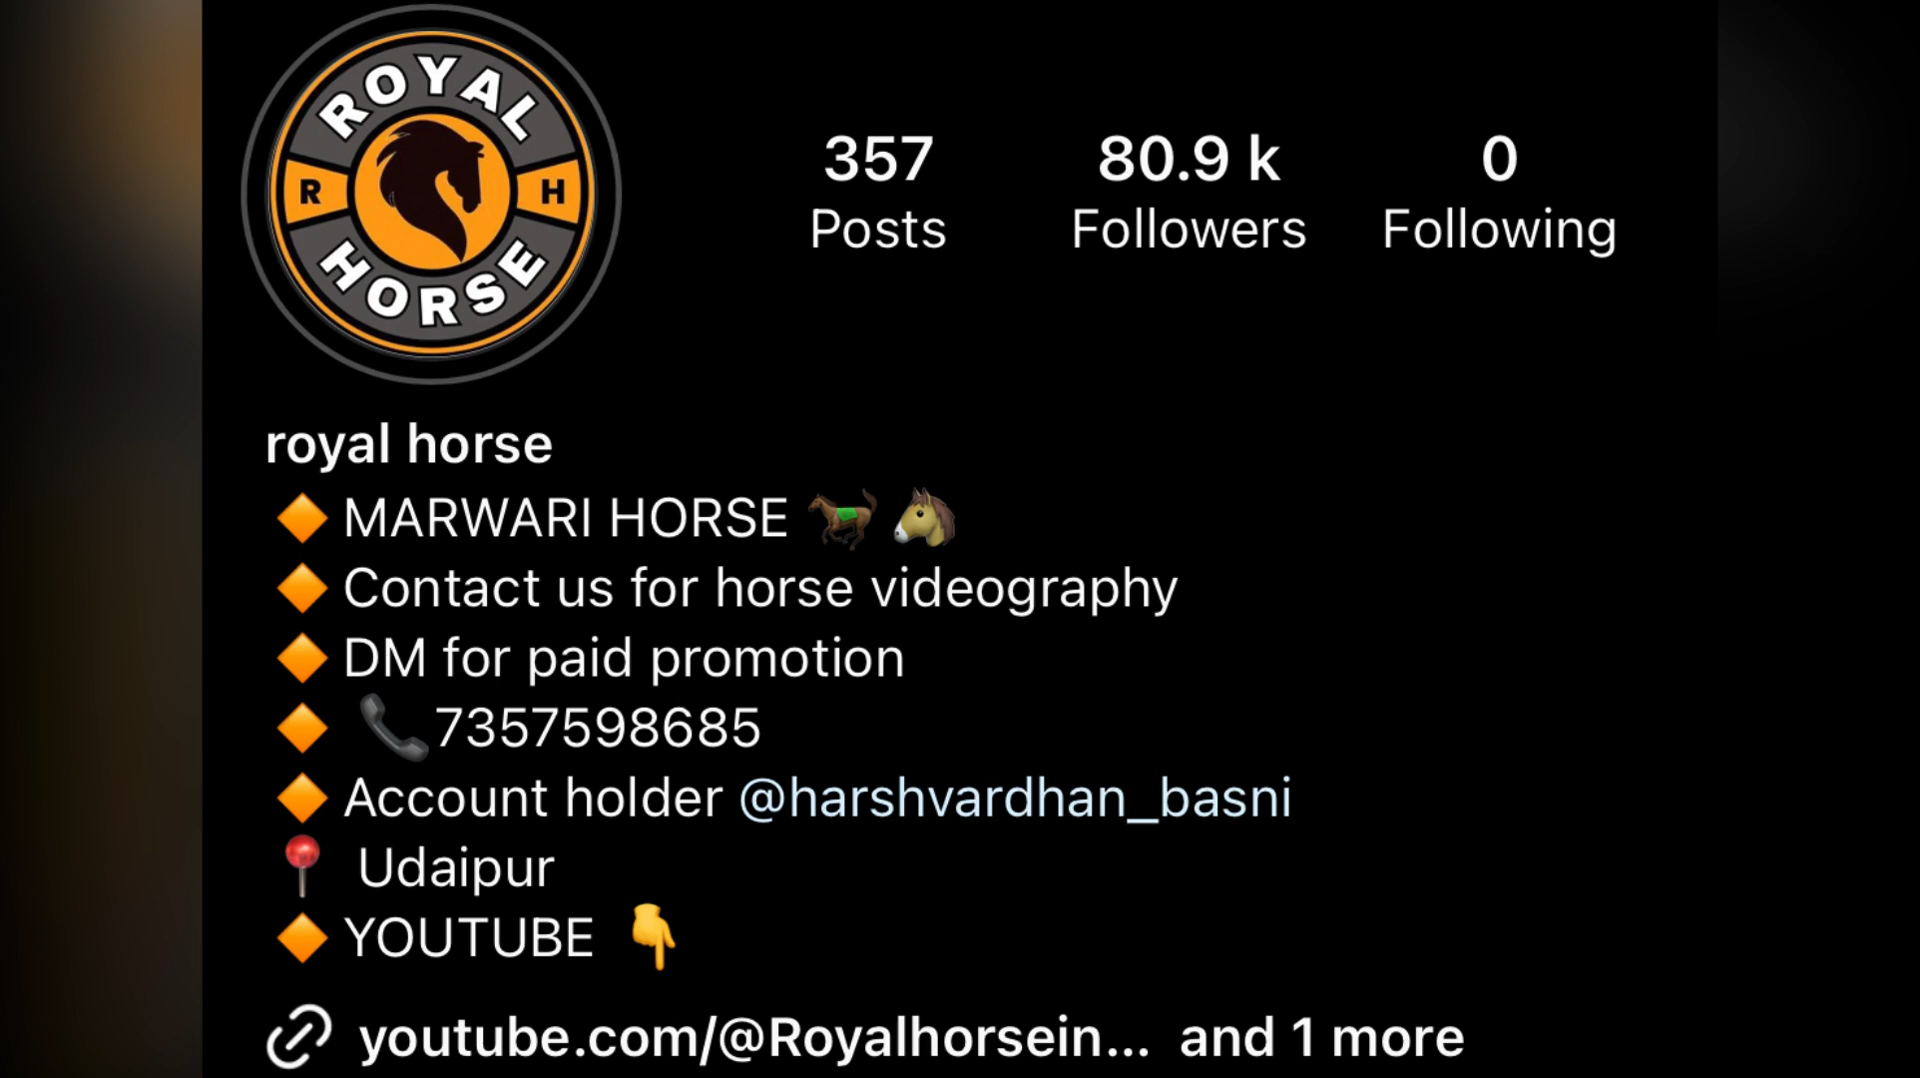 ROYAL
R H
HORSE
357 80.9 k 0
Posts Followers Following
royal horse
🔶 MARWARI HORSE 🐎 🐴
🔶 Contact us for horse videography
🔶 DM for paid promotion
🔶 📞7357598685
🔶 Account holder @harshvardhan_basni
📍 Udaipur
🔶 YOUTUBE 👇
youtube.com/@Royalhorsein... and 1 more